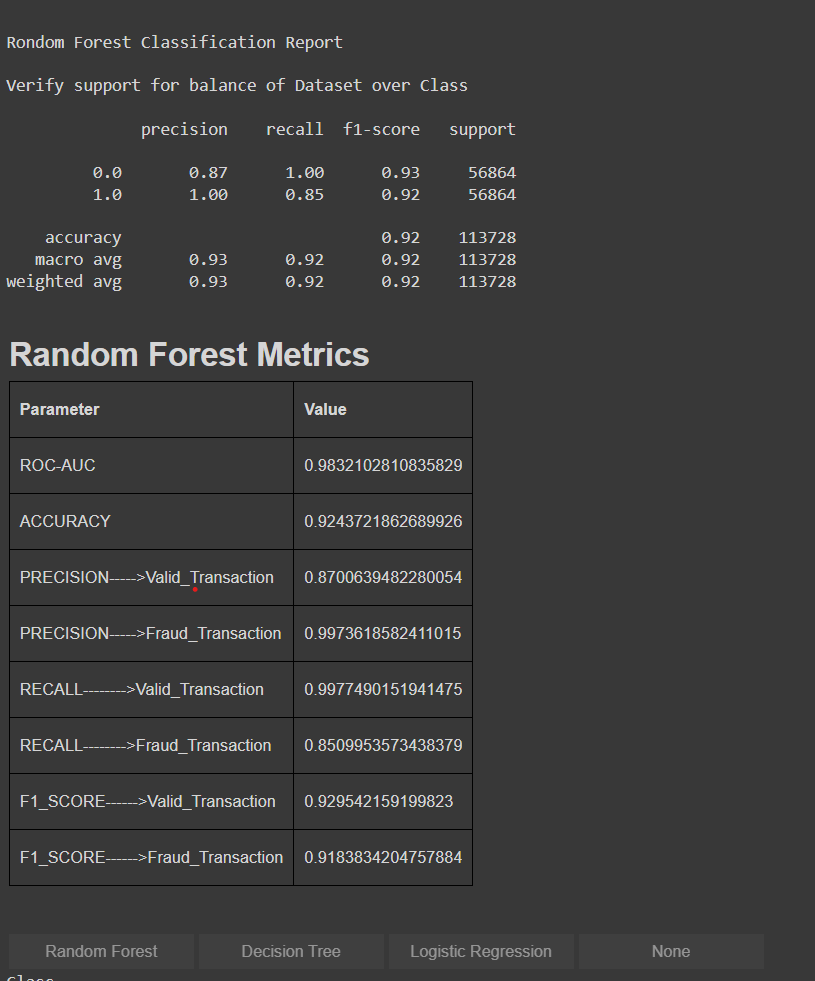 Rondom Forest Classification Report
Verify support for balance of Dataset over Class
precision recall f1-score support
0.0 0.87 1.00 0.93 56864
1.0 1.00 0.85 0.92 56864
accuracy 0.92 113728
macro avg 0.93 0.92 0.92 113728
weighted avg 0.93 0.92 0.92 113728
Random Forest Metrics
Parameter Value
ROC-AUC 0.9832102810835829
ACCURACY 0.9243721862689926
PRECISION----->Valid_Transaction 0.8700639482280054
PRECISION----->Fraud_Transaction 0.9973618582411015
RECALL-------->Valid_Transaction 0.9977490151941475
RECALL-------->Fraud_Transaction 0.8509953573438379
F1_SCORE------>Valid_Transaction 0.929542159199823
F1_SCORE------>Fraud_Transaction 0.9183834204757884
Random Forest Decision Tree Logistic Regression None
Class